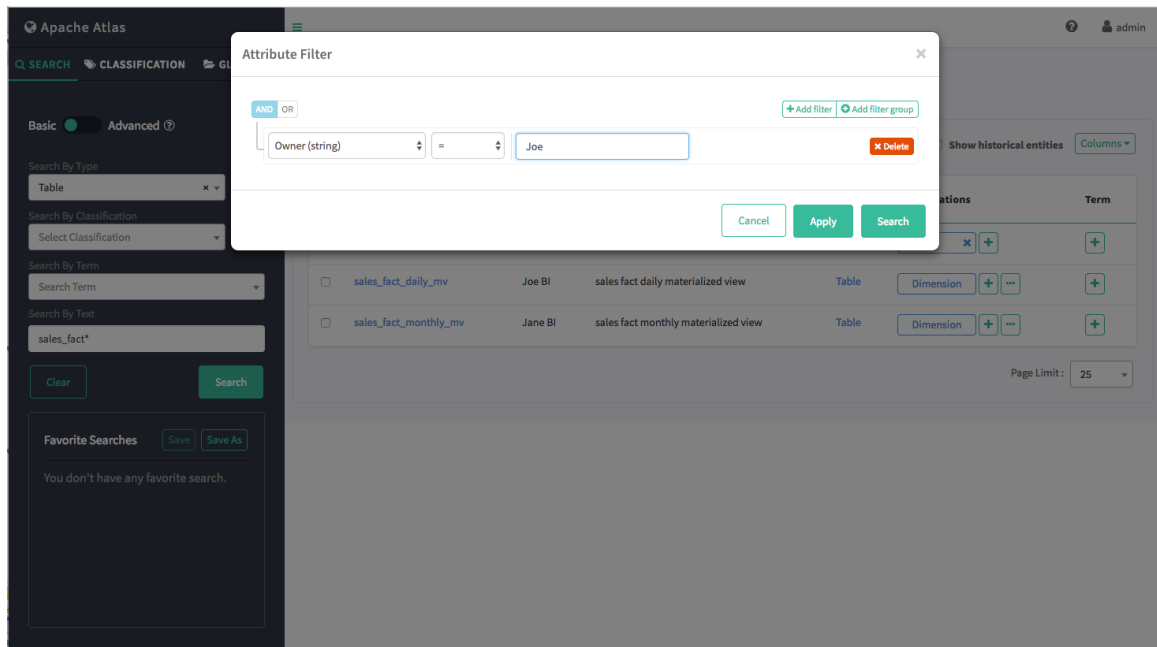 Apache Atlas
admin
SEARCH CLASSIFICATION GL
Attribute Filter
AND OR
Add filter Add filter group
Owner (string) = Joe Delete
Cancel Apply Search
Basic Advanced
Search By Type
Table
Search By Classification
Select Classification
Search By Term
Search Term
Search By Text
sales_fact*
Clear Search
Favorite Searches Save Save As
You don't have any favorite search.
Show historical entities Columns
ations Term
sales_fact_daily_mv Joe BI sales fact daily materialized view Table Dimension
sales_fact_monthly_mv Jane BI sales fact monthly materialized view Table Dimension
Page Limit : 25